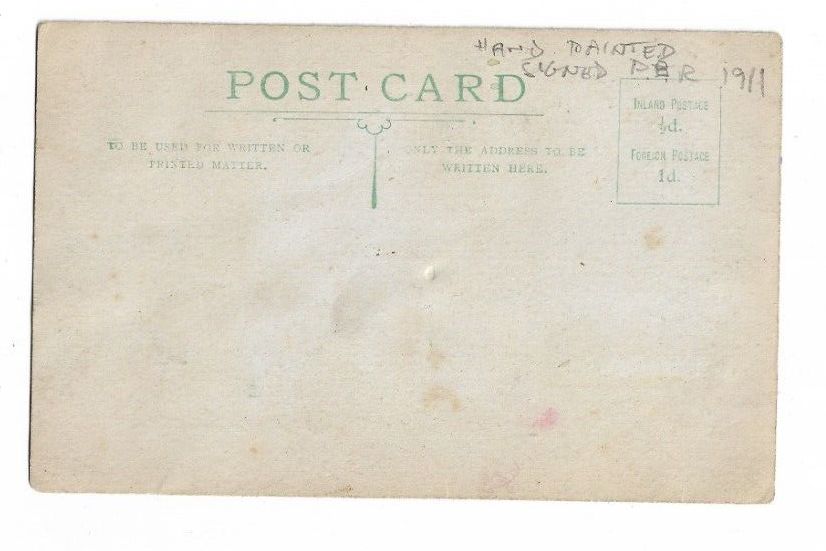 HAND PAINTED
SIGNED PER 1911
POST CARD
TO BE USED FOR WRITTEN OR
PRINTED MATTER.
ONLY THE ADDRESS TO BE
WRITTEN HERE.
INLAND POSTAGE
½d.
FOREIGN POSTAGE
1d.